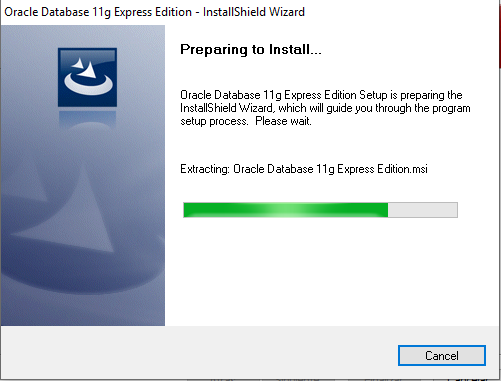 Oracle Database 11g Express Edition - InstallShield Wizard
Preparing to Install...
Oracle Database 11g Express Edition Setup is preparing the
InstallShield Wizard, which will guide you through the program
setup process. Please wait.
Extracting: Oracle Database 11g Express Edition.msi
Cancel